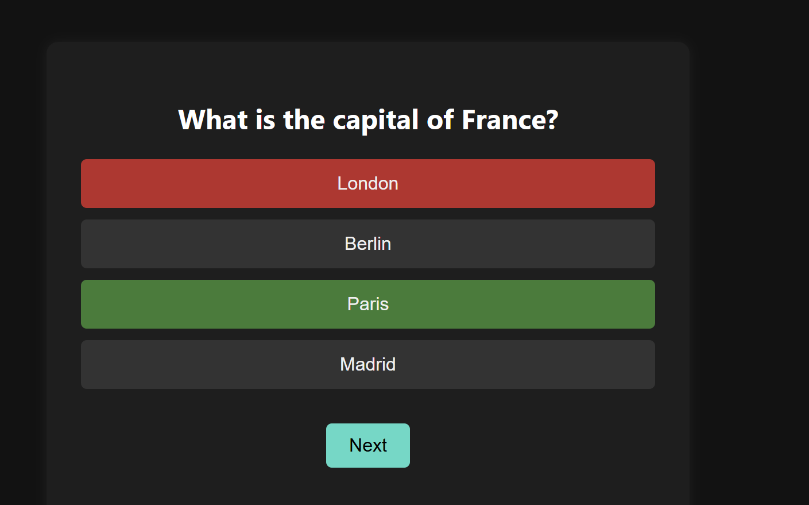 What is the capital of France?
London
Berlin
Paris
Madrid
Next